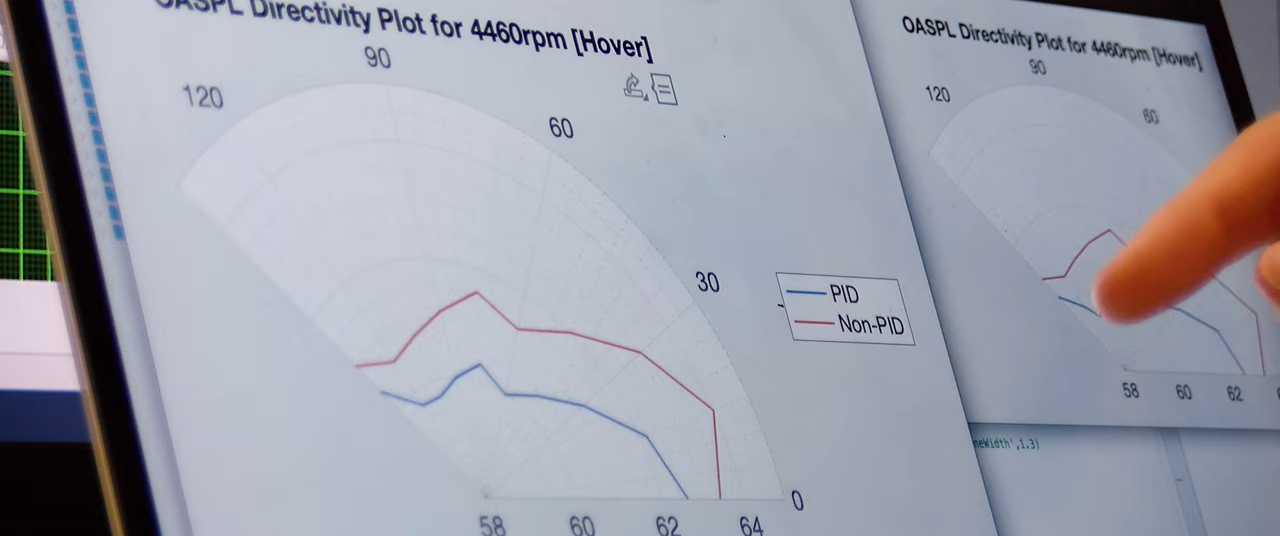 OASPL Directivity Plot for 4460rpm [Hover]
90
120
60
30
PID
Non-PID
0
58 60 62 64
OASPL Directivity Plot for 4460rpm [Hover]
90
120
60
58 60 62
neWidth',1.3)